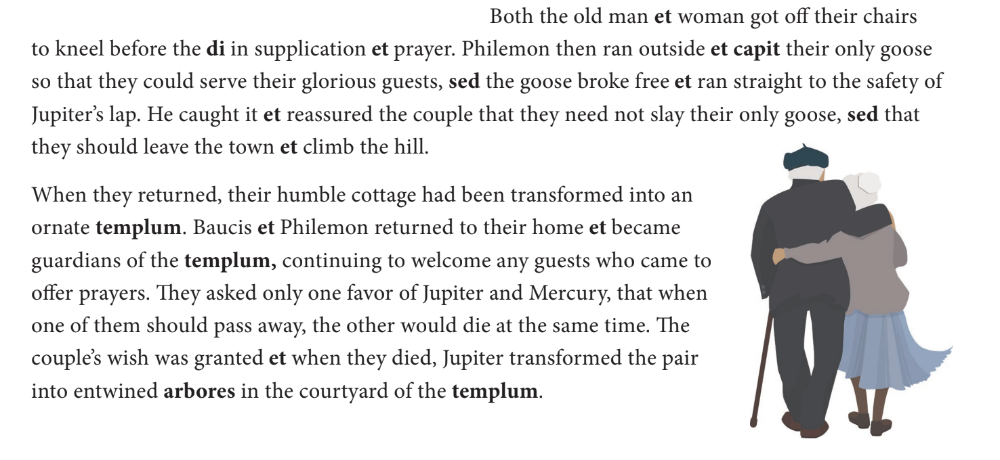 Both the old man et woman got off their chairs
to kneel before the di in supplication et prayer. Philemon then ran outside et capit their only goose
so that they could serve their glorious guests, sed the goose broke free et ran straight to the safety of
Jupiter’s lap. He caught it et reassured the couple that they need not slay their only goose, sed that
they should leave the town et climb the hill.
When they returned, their humble cottage had been transformed into an
ornate templum. Baucis et Philemon returned to their home et became
guardians of the templum, continuing to welcome any guests who came to
offer prayers. They asked only one favor of Jupiter and Mercury, that when
one of them should pass away, the other would die at the same time. The
couple’s wish was granted et when they died, Jupiter transformed the pair
into entwined arbores in the courtyard of the templum.